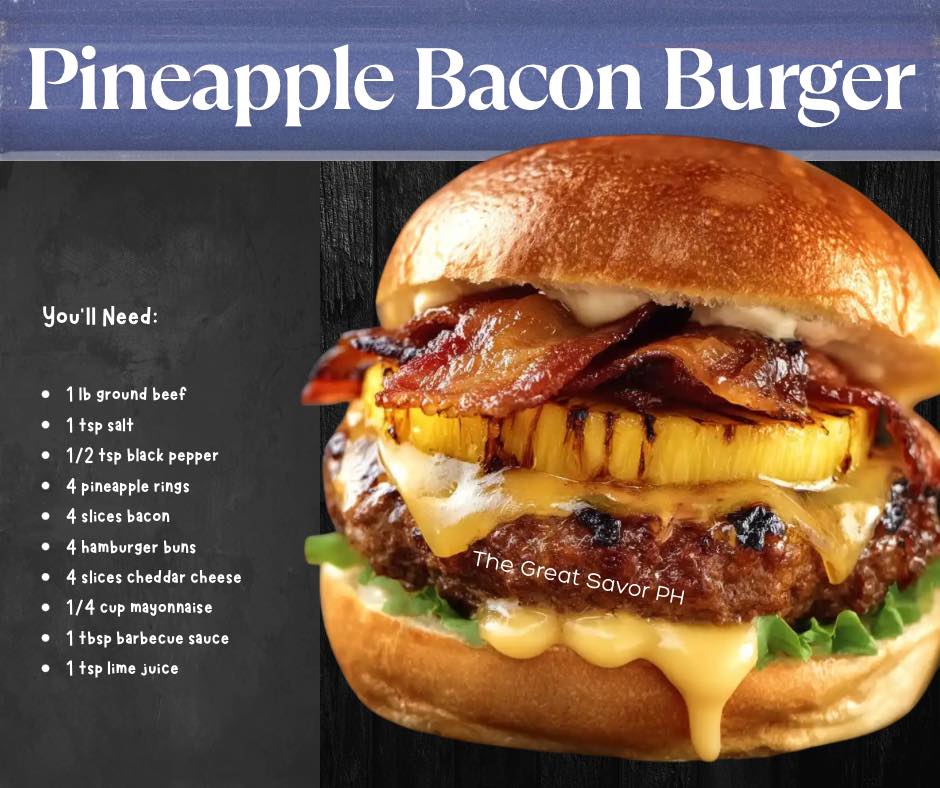 Pineapple Bacon Burger
You'll Need:
1 lb ground beef
1 tsp salt
1/2 tsp black pepper
4 pineapple rings
4 slices bacon
4 hamburger buns
4 slices cheddar cheese
1/4 cup mayonnaise
1 tbsp barbecue sauce
1 tsp lime juice
The Great Savor PH